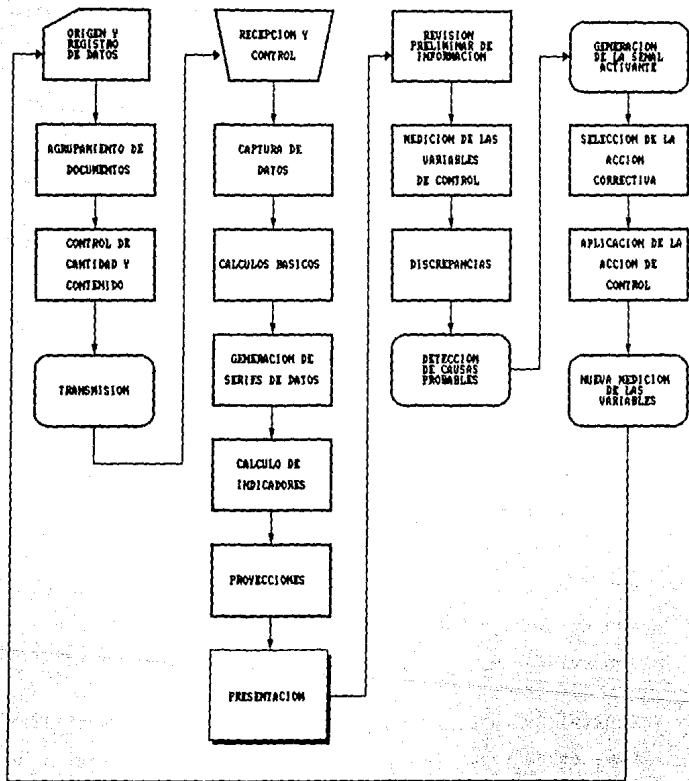 ORIGEN Y
REGISTRO
DE DATOS
AGRUPAMIENTO DE
DOCUMENTOS
CONTROL DE
CANTIDAD Y
CONTENIDO
TRANSMISION
RECEPCION Y
CONTROL
CAPTURA DE
DATOS
CALCULOS BASICOS
GENERACION DE
SERIES DE DATOS
CALCULO DE
INDICADORES
PROYECCIONES
PRESENTACION
REVISION
PRELIMINAR DE
INFORMACION
MEDICION DE LAS
VARIABLES
DE CONTROL
DISCREPANCIAS
DETECCION
DE CAUSAS
PROBABLES
GENERACION
DE LA SENAL
ACTIVANTE
SELECCION DE LA
ACCION
CORRECTIVA
APLICACION DE LA
ACCION DE
CONTROL
NUEVA MEDICION
DE LAS
VARIABLES